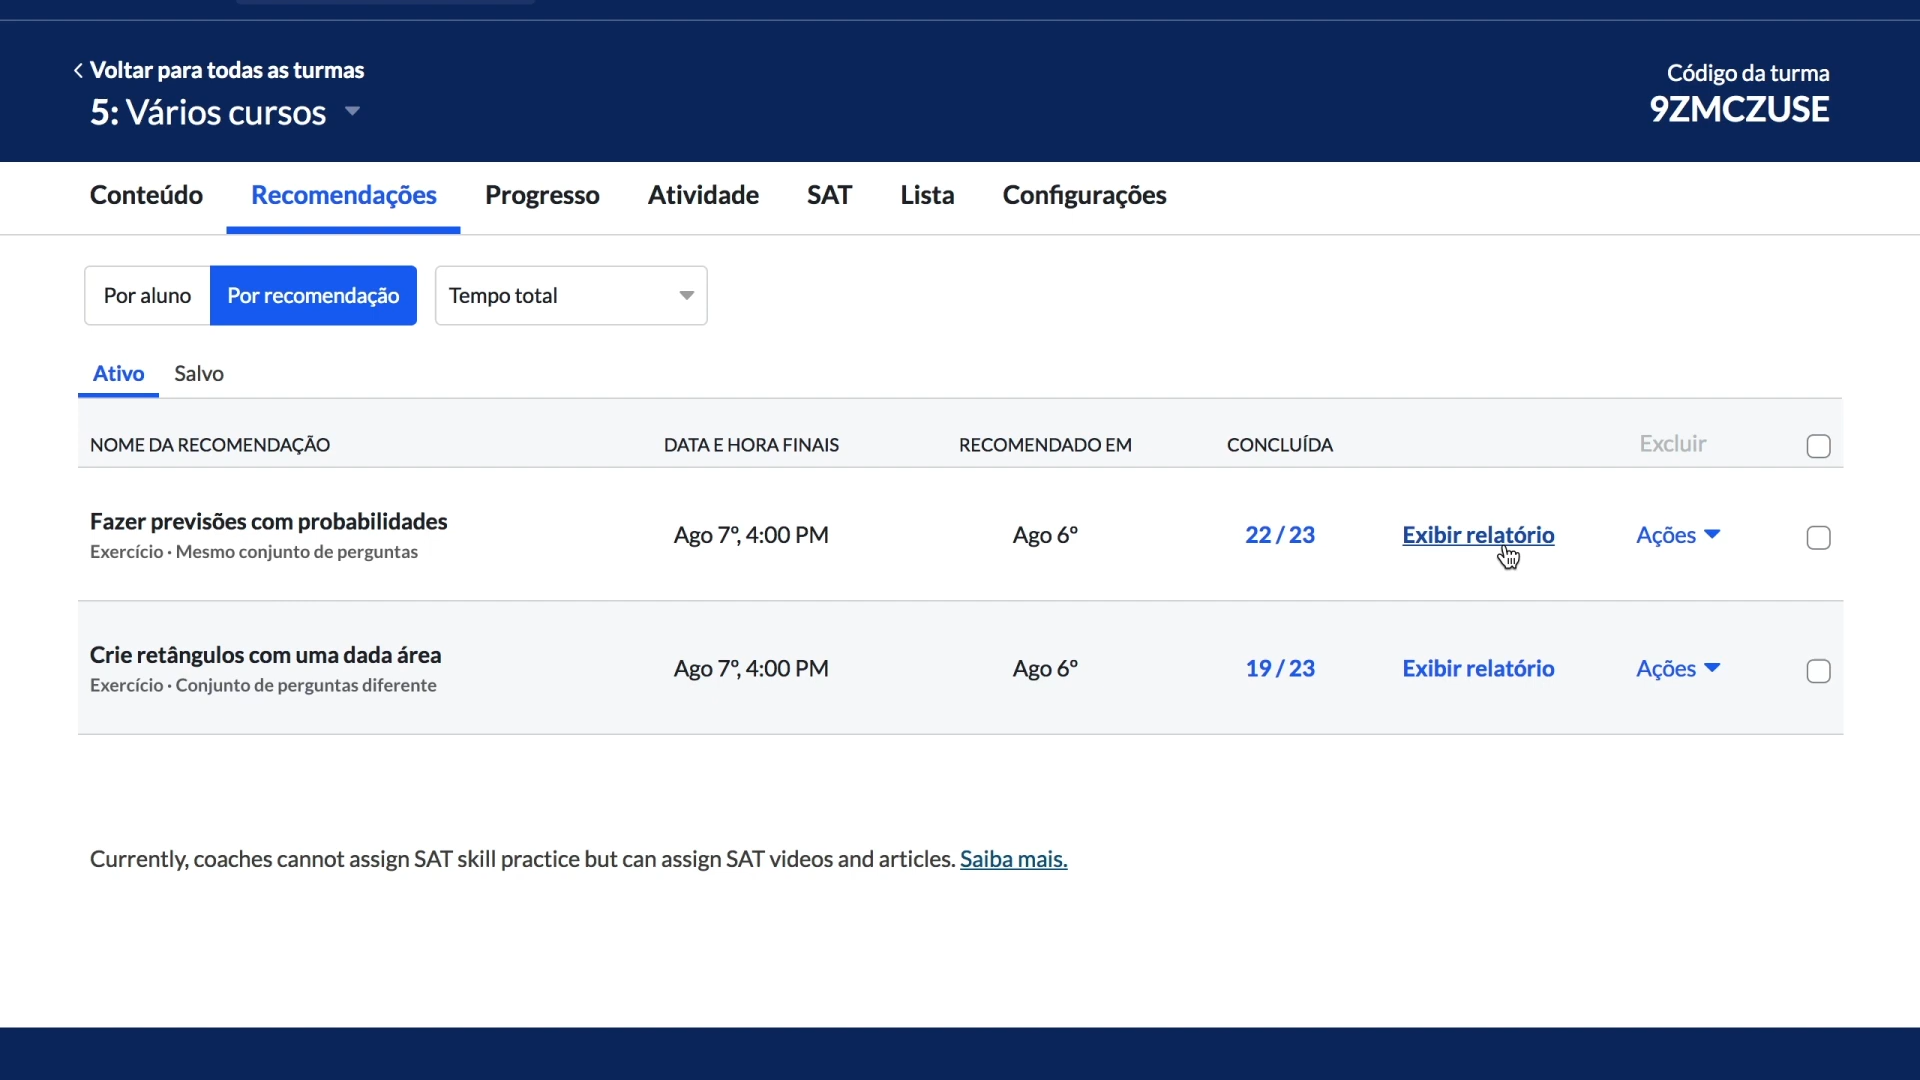 Voltar para todas as turmas
5: Vários cursos
Código da turma
9ZMCZUSE
Conteúdo Recomendações Progresso Atividade SAT Lista Configurações
Por aluno Por recomendação Tempo total
Ativo Salvo
NOME DA RECOMENDAÇÃO DATA E HORA FINAIS RECOMENDADO EM CONCLUÍDA Excluir
Fazer previsões com probabilidades
Exercício · Mesmo conjunto de perguntas
Ago 7º, 4:00 PM Ago 6º 22 / 23 Exibir relatório Ações
Crie retângulos com uma dada área
Exercício · Conjunto de perguntas diferente
Ago 7º, 4:00 PM Ago 6º 19 / 23 Exibir relatório Ações
Currently, coaches cannot assign SAT skill practice but can assign SAT videos and articles. Saiba mais.